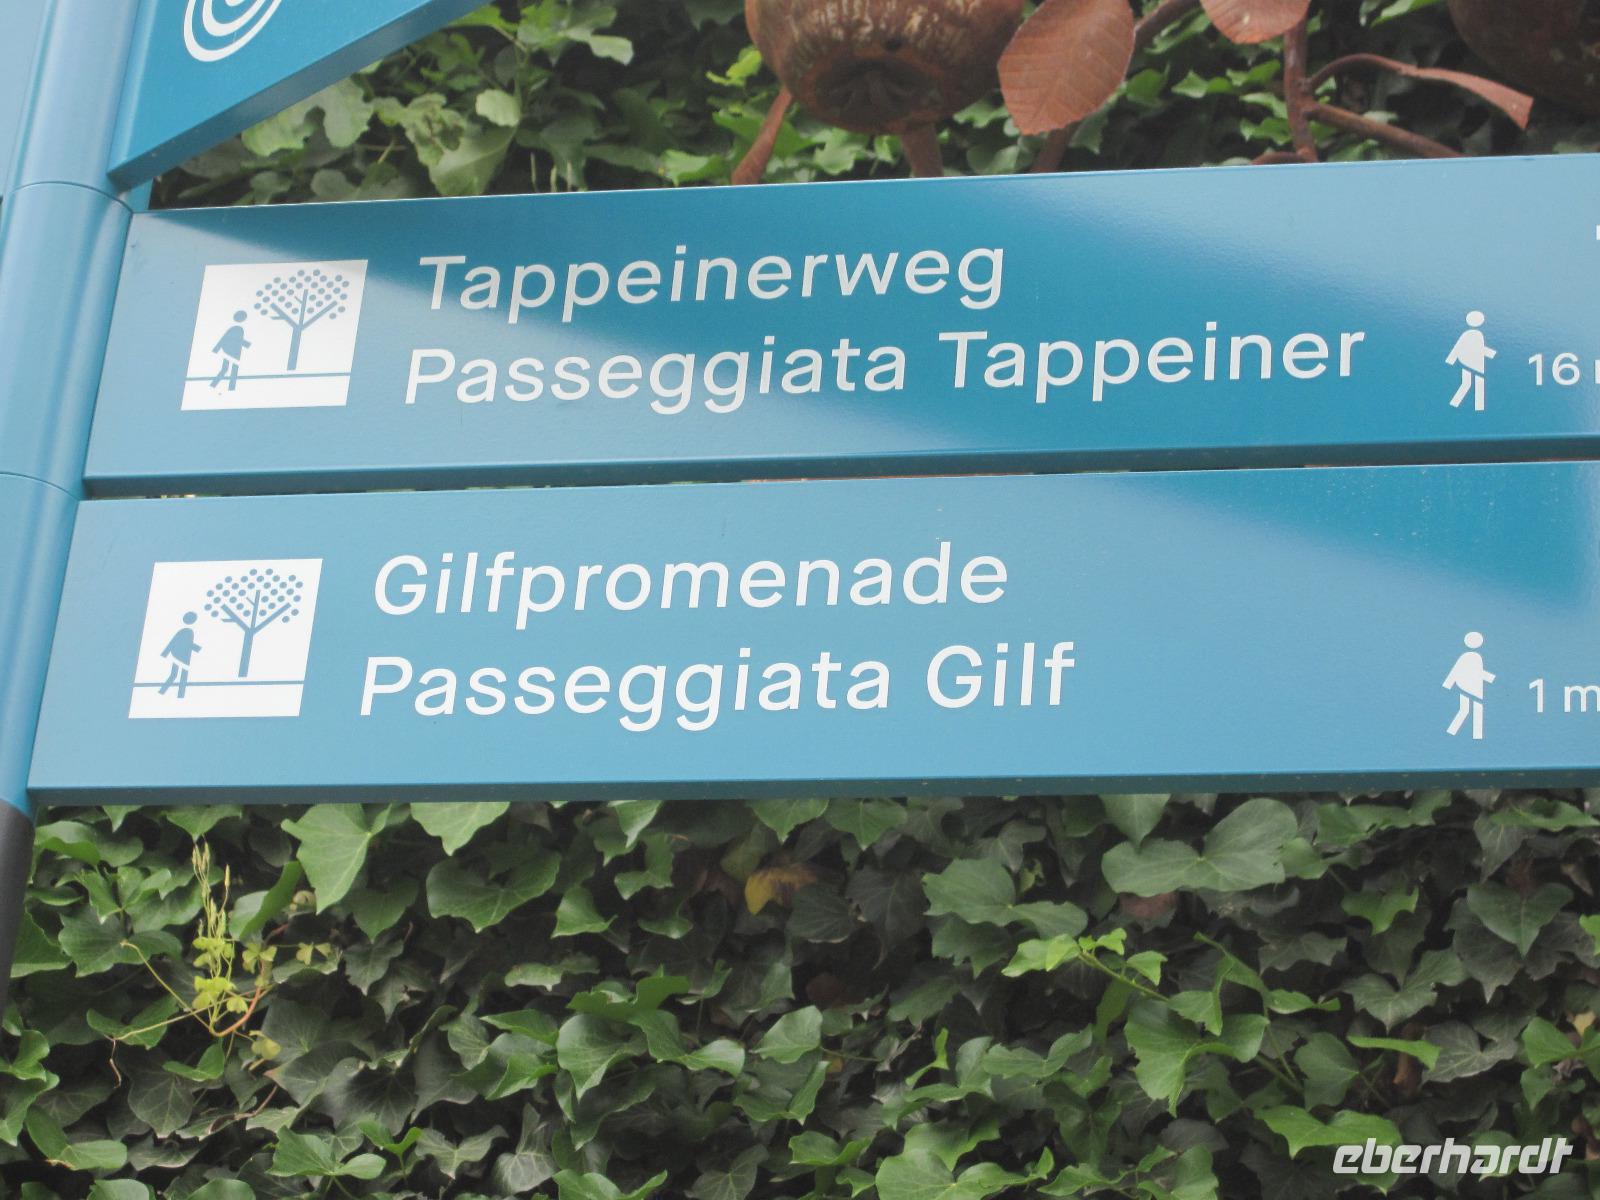 Tappeinerweg
Passeggiata Tappeiner
16
Gilfpromenade
Passeggiata Gilf
1 m
eberhardt